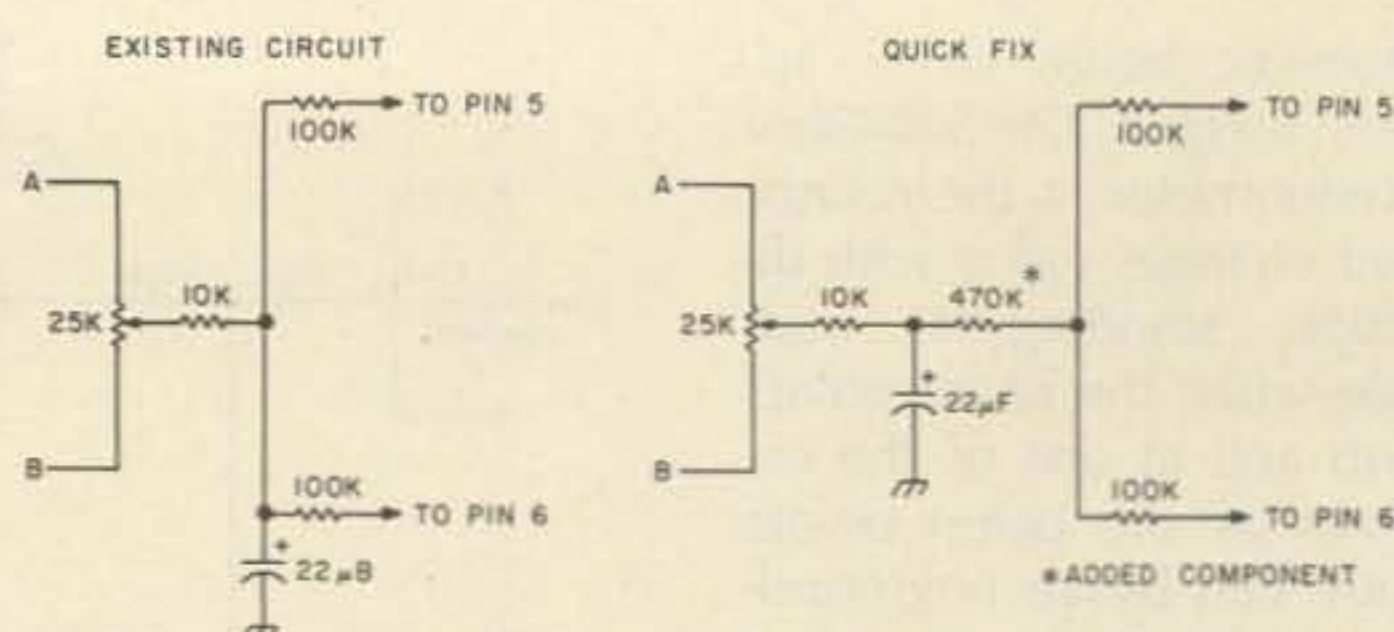 EXISTING CIRCUIT
100K
TO PIN 5
A
25K
10K
B
100K
TO PIN 6
+
22µB
QUICK FIX
100K
TO PIN 5
A
25K
10K
470K*
+
22µF
B
100K
TO PIN 6
*ADDED COMPONENT